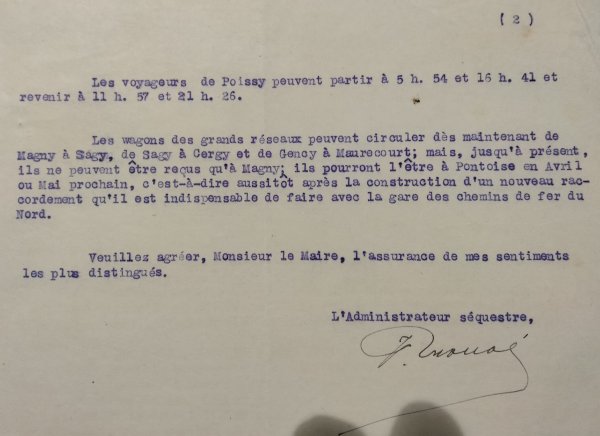 ( 2 )
Les voyageurs de Poissy peuvent partir à 5 h. 54 et 16 h. 41 et
revenir à 11 h. 57 et 21 h. 26.
Les wagons des grands réseaux peuvent circuler dès maintenant de
Magny à Sagy, de Sagy à Cergy et de Gency à Maurecourt; mais, jusqu'à présent,
ils ne peuvent être reçus qu'à Magny; ils pourront l'être à Pontoise en Avril
ou Mai prochain, c'est-à-dire aussitôt après la construction d'un nouveau rac-
cordement qu'il est indispensable de faire avec la gare des chemins de fer du
Nord.
Veuillez agréer, Monsieur le Maire, l'assurance de mes sentiments
les plus distingués.
L'Administrateur séquestre,